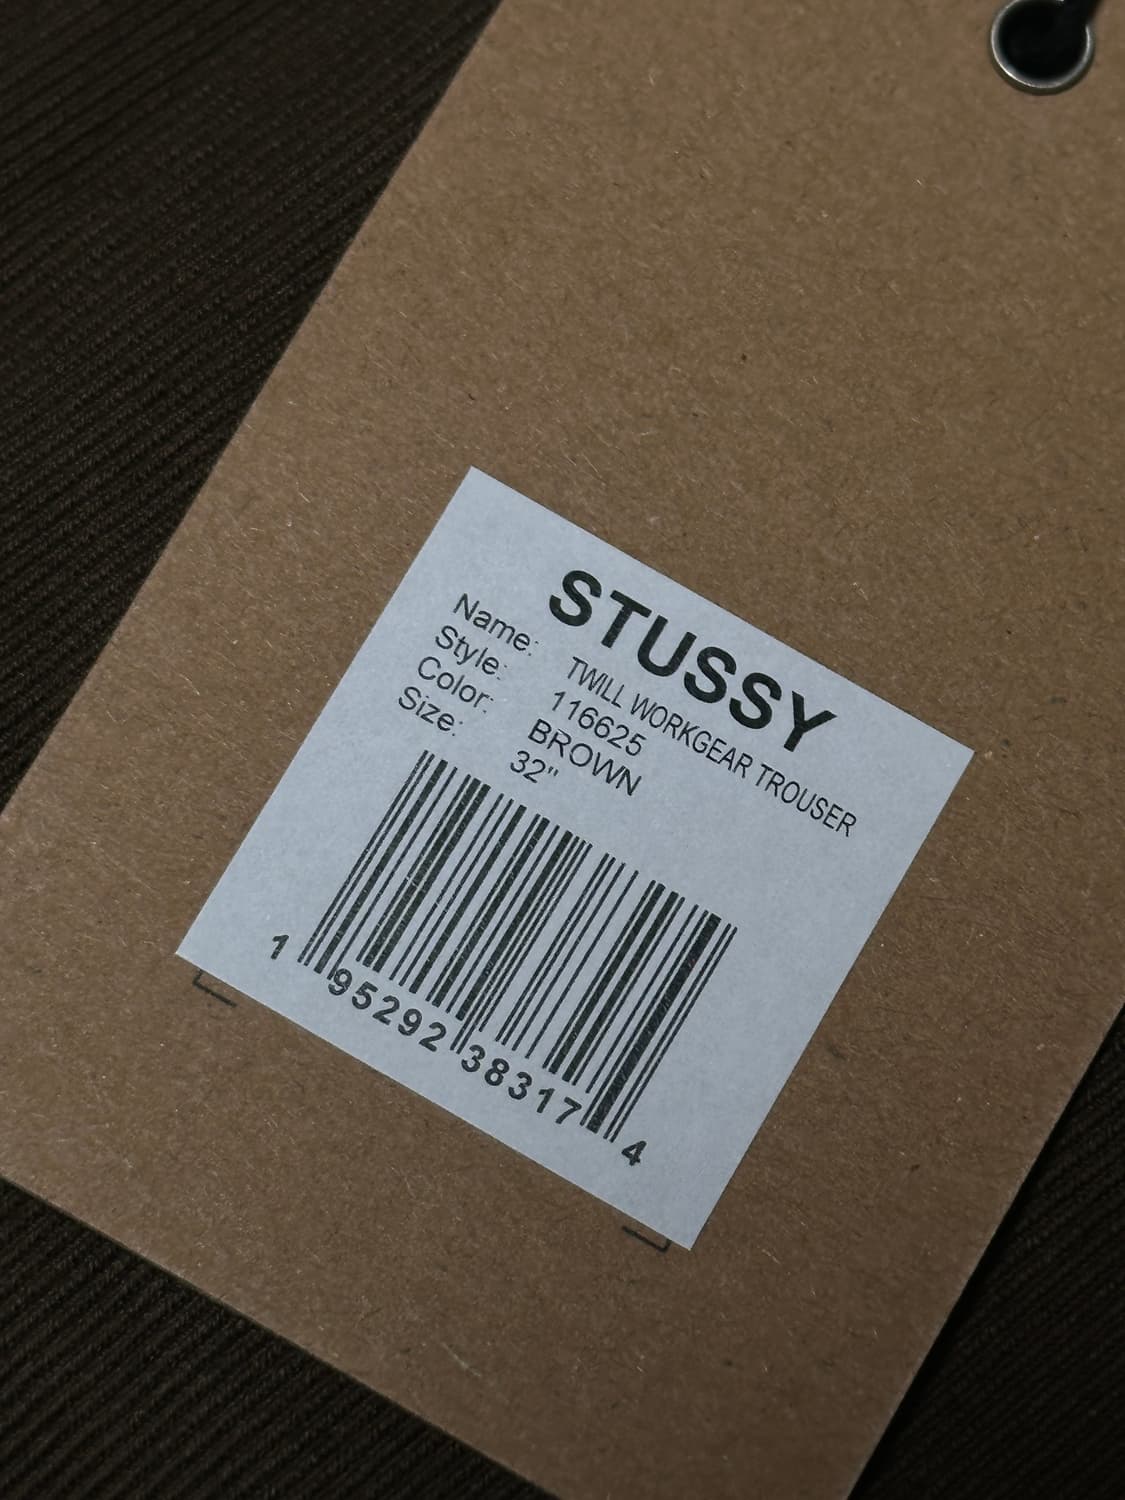 STUSSY
Name: TWILL WORKGEAR TROUSER
Style: 116625
Color: BROWN
Size: 32"
1 95292 38317 4